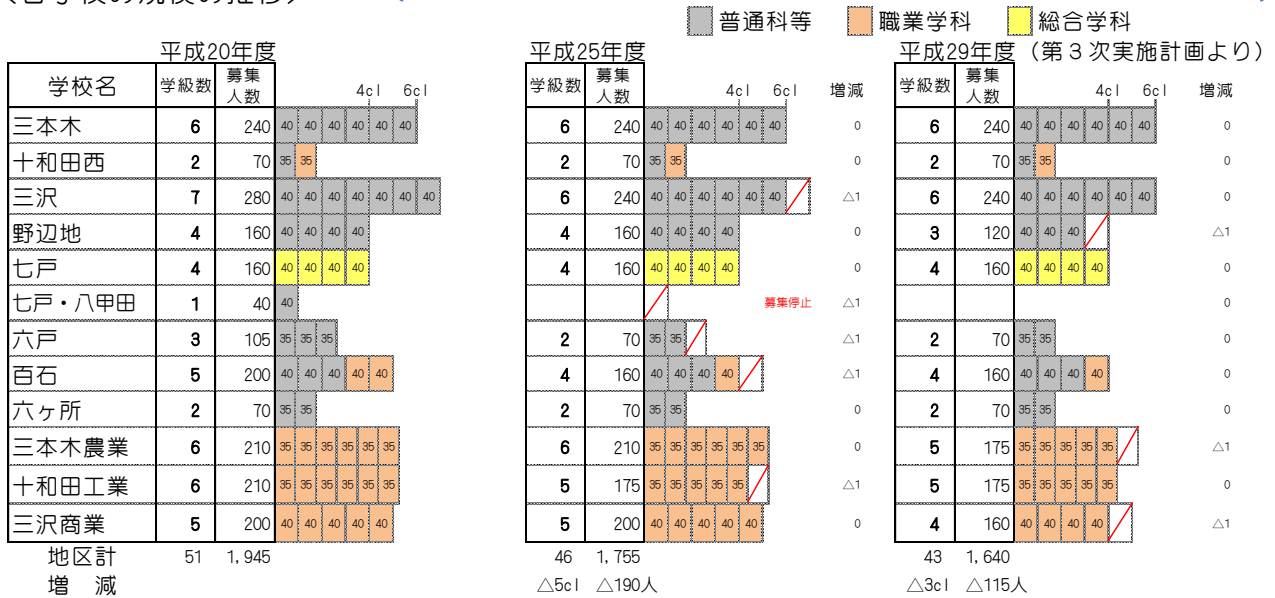 普通科等 職業学科 総合学科
平成20年度 平成25年度 平成29年度（第３次実施計画より）
学校名 学級数 募集人数 4cl 6cl 学級数 募集人数 4cl 6cl 増減 学級数 募集人数 4cl 6cl 増減
三本木 6 240 40 40 40 40 40 40 6 240 40 40 40 40 40 40 0 6 240 40 40 40 40 40 40 0
十和田西 2 70 35 35 2 70 35 35 0 2 70 35 35 0
三沢 7 280 40 40 40 40 40 40 40 6 240 40 40 40 40 40 40 △1 6 240 40 40 40 40 40 40 0
野辺地 4 160 40 40 40 40 4 160 40 40 40 40 0 3 120 40 40 40 △1
七戸 4 160 40 40 40 40 4 160 40 40 40 40 0 4 160 40 40 40 40 0
七戸・八甲田 1 40 40 募集停止 △1 0
六戸 3 105 35 35 35 2 70 35 35 △1 2 70 35 35 0
百石 5 200 40 40 40 40 40 4 160 40 40 40 40 △1 4 160 40 40 40 40 0
六ヶ所 2 70 35 35 2 70 35 35 0 2 70 35 35 0
三本木農業 6 210 35 35 35 35 35 35 6 210 35 35 35 35 35 35 0 5 175 35 35 35 35 35 △1
十和田工業 6 210 35 35 35 35 35 35 5 175 35 35 35 35 35 △1 5 175 35 35 35 35 35 0
三沢商業 5 200 40 40 40 40 40 5 200 40 40 40 40 40 0 4 160 40 40 40 40 △1
地区計 51 1,945 46 1,755 43 1,640
増 減 △5cl △190人 △3cl △115人